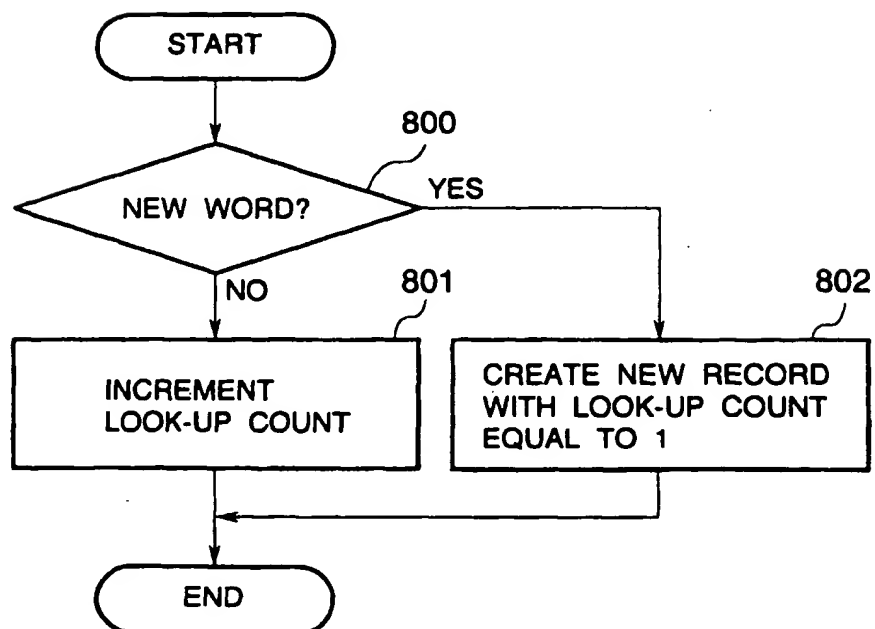 START
800
NEW WORD?
YES
NO
801
802
INCREMENT
LOOK-UP COUNT
CREATE NEW RECORD
WITH LOOK-UP COUNT
EQUAL TO 1
END